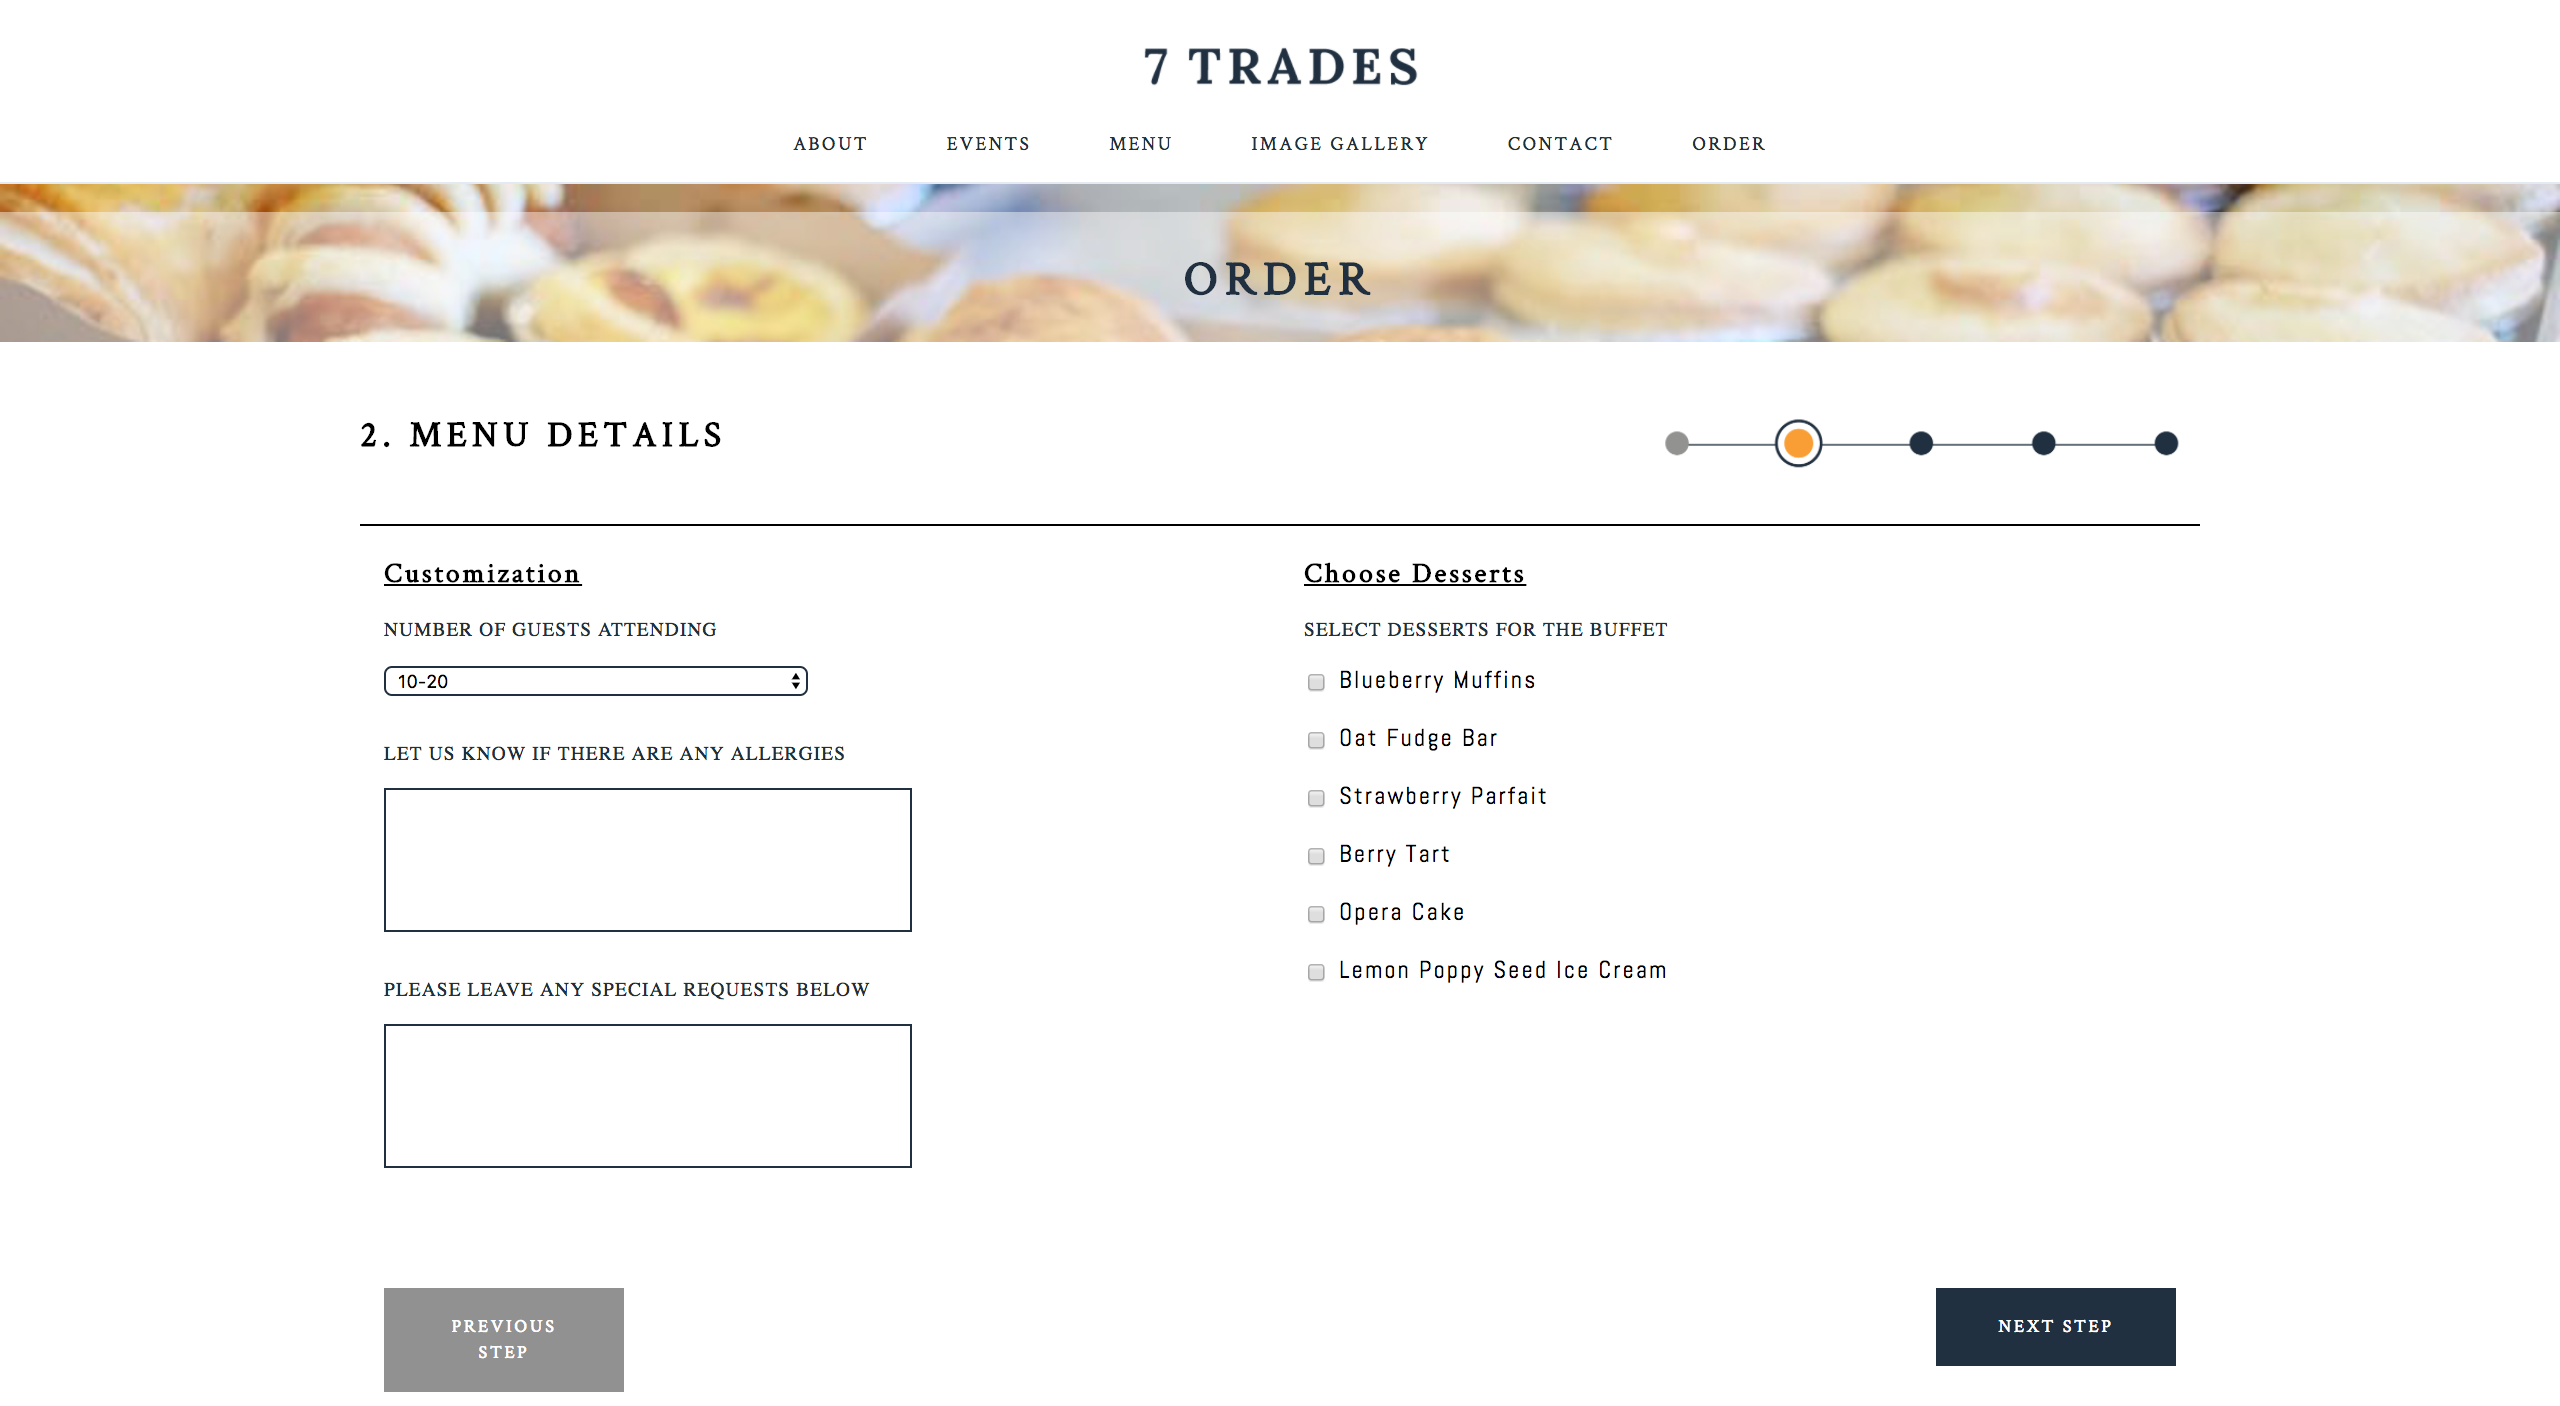 7 TRADES
ABOUT EVENTS MENU IMAGE GALLERY CONTACT ORDER
ORDER
2. MENU DETAILS
Customization
NUMBER OF GUESTS ATTENDING
10-20
LET US KNOW IF THERE ARE ANY ALLERGIES
PLEASE LEAVE ANY SPECIAL REQUESTS BELOW
Choose Desserts
SELECT DESSERTS FOR THE BUFFET
Blueberry Muffins
Oat Fudge Bar
Strawberry Parfait
Berry Tart
Opera Cake
Lemon Poppy Seed Ice Cream
PREVIOUS
STEP
NEXT STEP